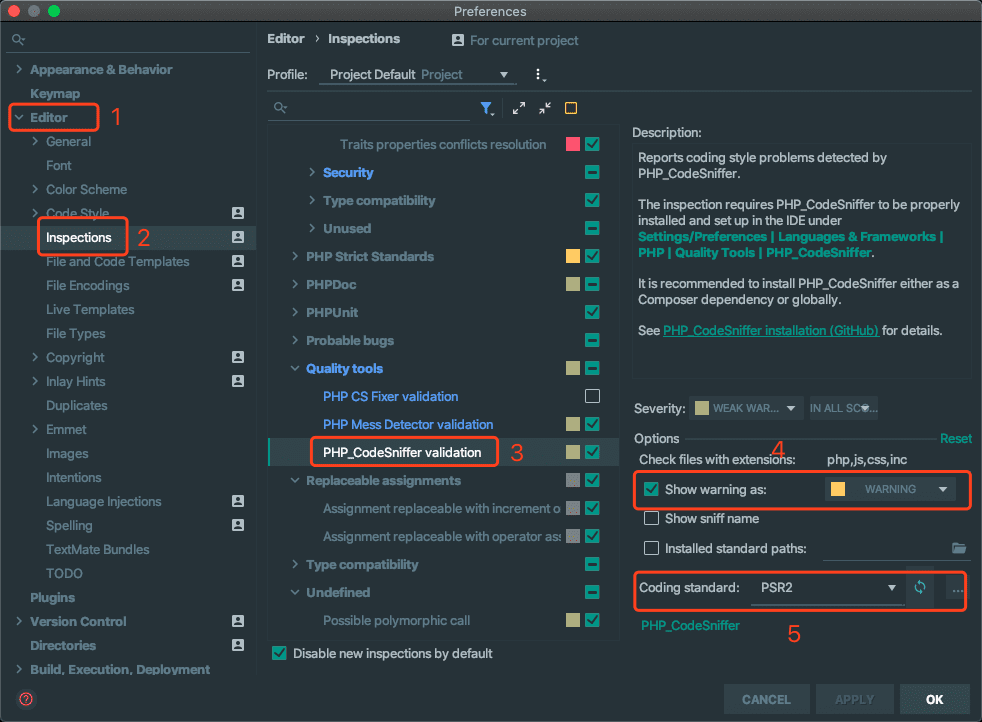 Preferences
Appearance & Behavior
Keymap
Editor
1
General
Font
Color Scheme
Code Style
Inspections
2
File and Code Templates
File Encodings
Live Templates
File Types
Copyright
Inlay Hints
Duplicates
Emmet
Images
Intentions
Language Injections
Spelling
TextMate Bundles
TODO
Plugins
Version Control
Directories
Build, Execution, Deployment
Editor › Inspections
For current project
Profile: Project Default Project
Traits properties conflicts resolution
Security
Type compatibility
Unused
PHP Strict Standards
PHPDoc
PHPUnit
Probable bugs
Quality tools
PHP CS Fixer validation
PHP Mess Detector validation
PHP_CodeSniffer validation
3
Replaceable assignments
Assignment replaceable with increment o
Assignment replaceable with operator ass
Type compatibility
Undefined
Possible polymorphic call
Disable new inspections by default
Description:
Reports coding style problems detected by
PHP_CodeSniffer.
The inspection requires PHP_CodeSniffer to be properly
installed and set up in the IDE under
Settings/Preferences | Languages & Frameworks |
PHP | Quality Tools | PHP_CodeSniffer.
It is recommended to install PHP_CodeSniffer either as a
Composer dependency or globally.
See PHP_CodeSniffer installation (GitHub) for details.
Severity: WEAK WAR... IN ALL SC...
Options
Reset
4
Check files with extensions: php,js,css,inc
Show warning as: WARNING
Show sniff name
Installed standard paths:
Coding standard: PSR2 ...
PHP_CodeSniffer
5
?
CANCEL
APPLY
OK